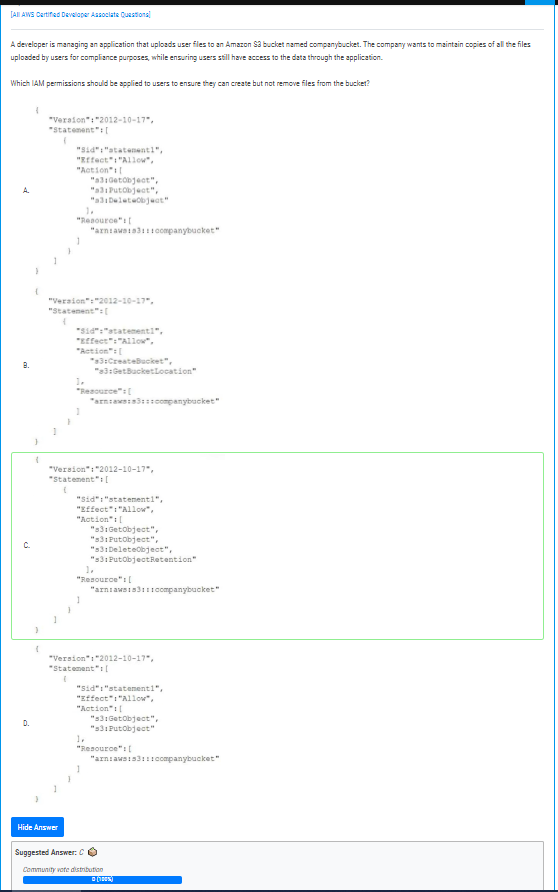 [All AWS Certified Developer Associate Questions]
A developer is managing an application that uploads user files to an Amazon S3 bucket named companybucket. The company wants to maintain copies of all the files
uploaded by users for compliance purposes, while ensuring users still have access to the data through the application.
Which IAM permissions should be applied to users to ensure they can create but not remove files from the bucket?
A.
{
"Version":"2012-10-17",
"Statement":[
{
"Sid":"statement1",
"Effect":"Allow",
"Action":[
"s3:GetObject",
"s3:PutObject",
"s3:DeleteObject"
],
"Resource":[
"arn:aws:s3:::companybucket"
]
}
]
}
B.
{
"Version":"2012-10-17",
"Statement":[
{
"Sid":"statement1",
"Effect":"Allow",
"Action":[
"s3:CreateBucket",
"s3:GetBucketLocation"
],
"Resource":[
"arn:aws:s3:::companybucket"
]
}
]
}
C.
{
"Version":"2012-10-17",
"Statement":[
{
"Sid":"statement1",
"Effect":"Allow",
"Action":[
"s3:GetObject",
"s3:PutObject",
"s3:DeleteObject",
"s3:PutObjectRetention"
],
"Resource":[
"arn:aws:s3:::companybucket"
]
}
]
}
D.
{
"Version":"2012-10-17",
"Statement":[
{
"Sid":"statement1",
"Effect":"Allow",
"Action":[
"s3:GetObject",
"s3:PutObject"
],
"Resource":[
"arn:aws:s3:::companybucket"
]
}
]
}
Hide Answer
Suggested Answer: C
Community vote distribution
D (100%)